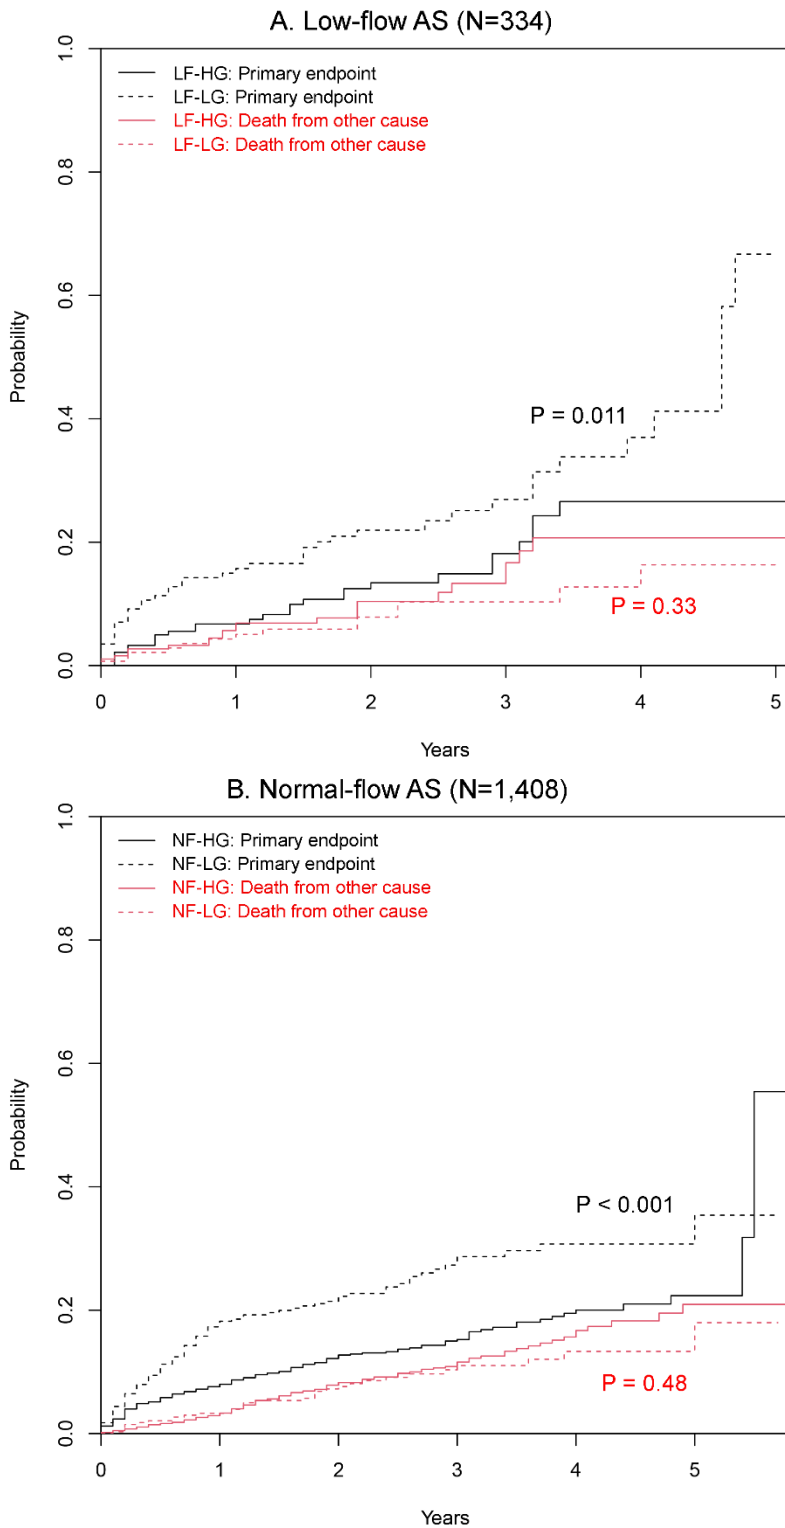 A. Low-flow AS (N=334)
1.0
LF-HG: Primary endpoint
LF-LG: Primary endpoint
LF-HG: Death from other cause
LF-LG: Death from other cause
0.8
0.6
Probability
P = 0.011
0.4
0.2
P = 0.33
0.0
0 1 2 3 4 5
Years
B. Normal-flow AS (N=1,408)
1.0
NF-HG: Primary endpoint
NF-LG: Primary endpoint
NF-HG: Death from other cause
NF-LG: Death from other cause
0.8
0.6
Probability
0.4
P < 0.001
0.2
P = 0.48
0.0
0 1 2 3 4 5
Years